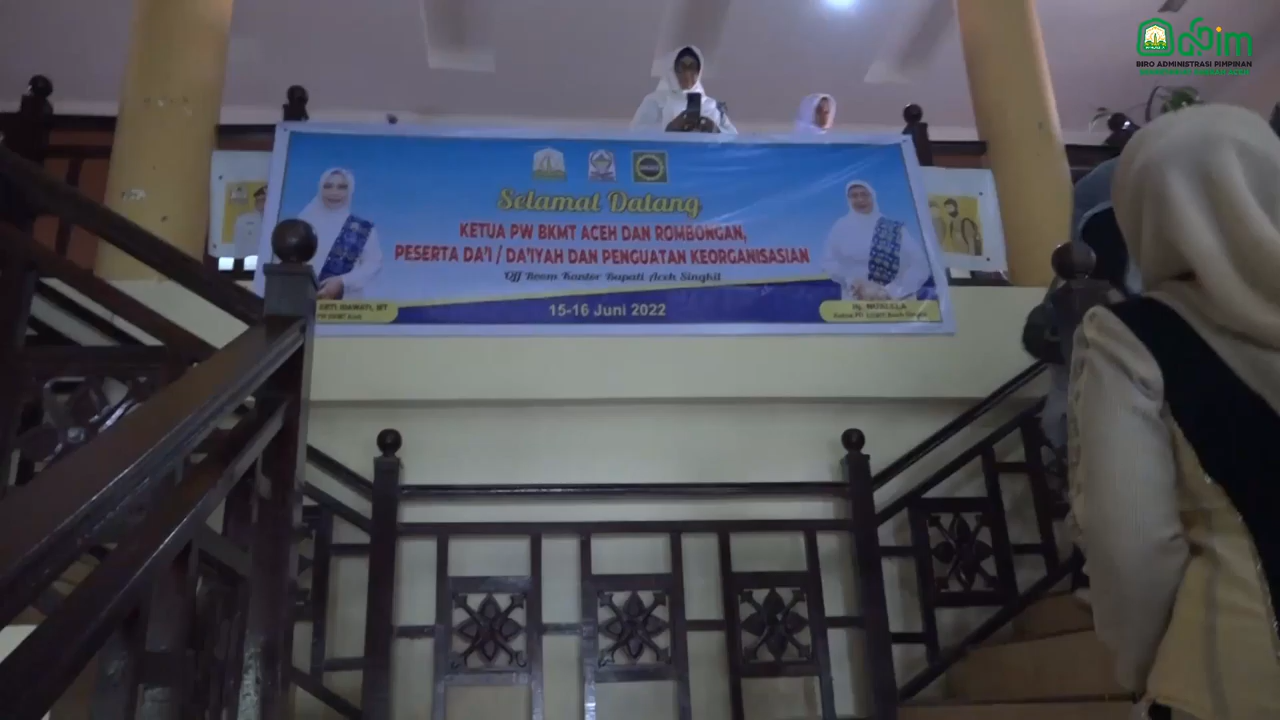 apim
BIRO ADMINISTRASI PIMPINAN
Selamat Datang
KETUA PW BKMT ACEH DAN ROMBONGAN,
PESERTA DA'I / DA'IYAH DAN PENGUATAN KEORGANISASIAN
Off Room Kantor Bupati Aceh Singkil
15-16 Juni 2022